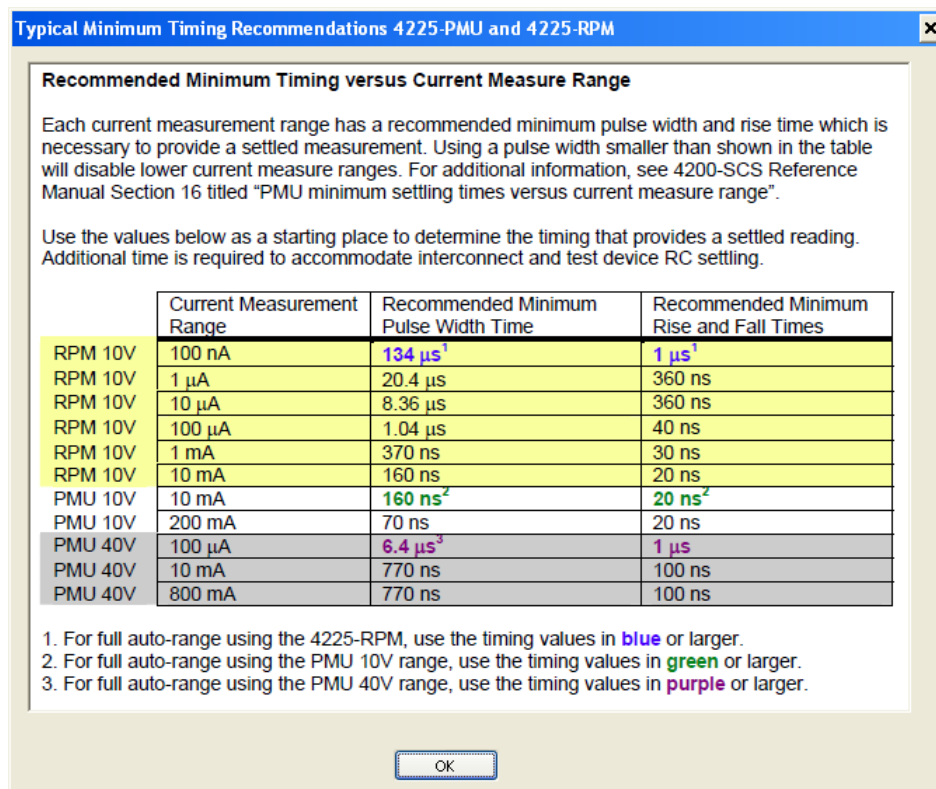 Typical Minimum Timing Recommendations 4225-PMU and 4225-RPM
Recommended Minimum Timing versus Current Measure Range
Each current measurement range has a recommended minimum pulse width and rise time which is
necessary to provide a settled measurement. Using a pulse width smaller than shown in the table
will disable lower current measure ranges. For additional information, see 4200-SCS Reference
Manual Section 16 titled “PMU minimum settling times versus current measure range”.
Use the values below as a starting place to determine the timing that provides a settled reading.
Additional time is required to accommodate interconnect and test device RC settling.
Current Measurement Range Recommended Minimum Pulse Width Time Recommended Minimum Rise and Fall Times
RPM 10V 100 nA 134 μs¹ 1 μs¹
RPM 10V 1 μA 20.4 μs 360 ns
RPM 10V 10 μA 8.36 μs 360 ns
RPM 10V 100 μA 1.04 μs 40 ns
RPM 10V 1 mA 370 ns 30 ns
RPM 10V 10 mA 160 ns 20 ns
PMU 10V 10 mA 160 ns² 20 ns²
PMU 10V 200 mA 70 ns 20 ns
PMU 40V 100 μA 6.4 μs³ 1 μs
PMU 40V 10 mA 770 ns 100 ns
PMU 40V 800 mA 770 ns 100 ns
1. For full auto-range using the 4225-RPM, use the timing values in blue or larger.
2. For full auto-range using the PMU 10V range, use the timing values in green or larger.
3. For full auto-range using the PMU 40V range, use the timing values in purple or larger.
OK